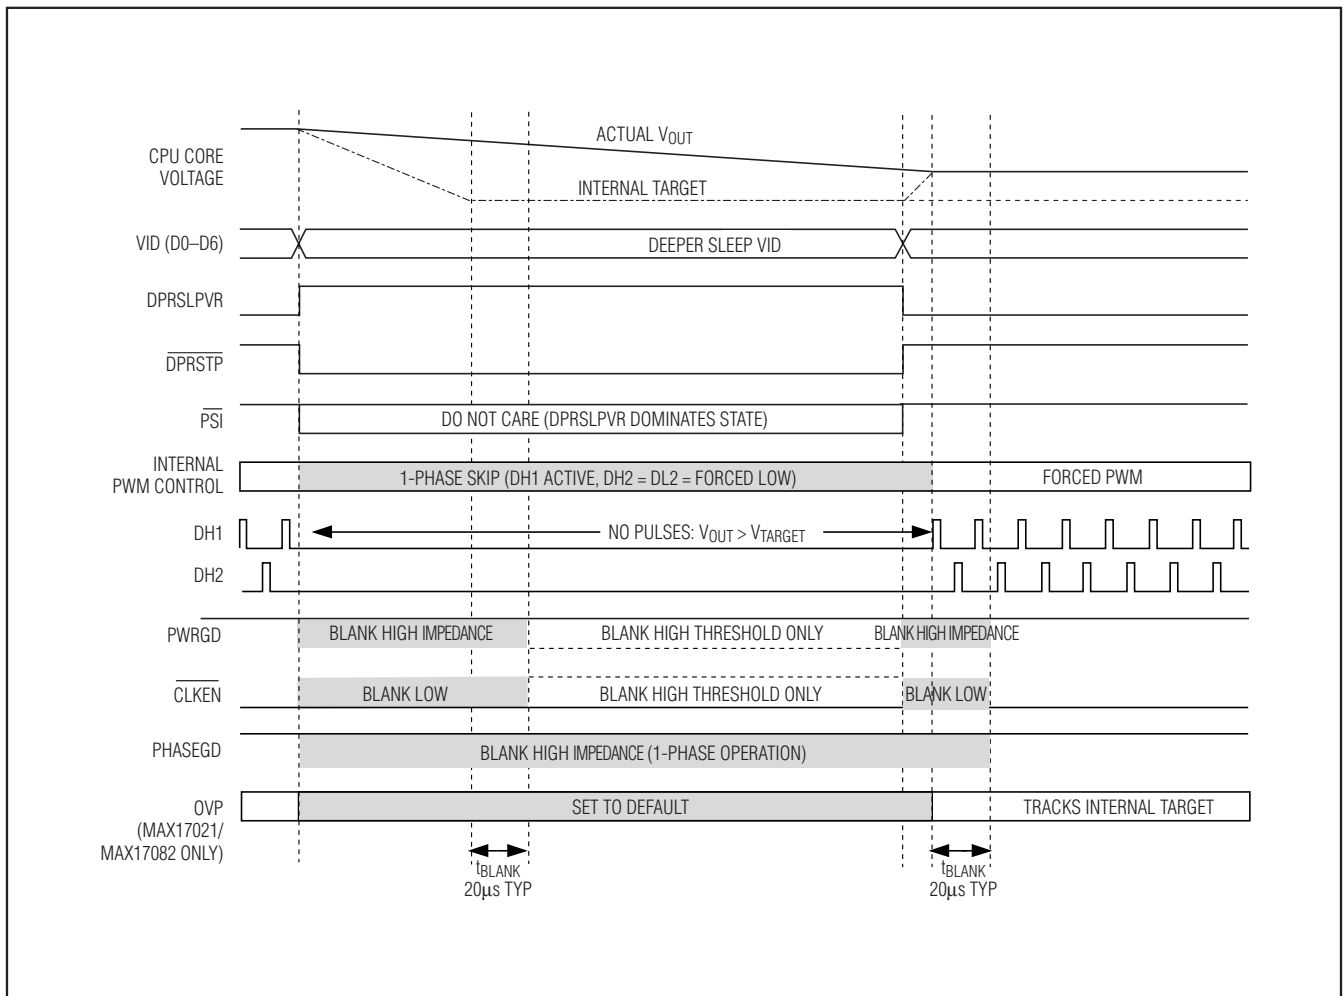 ACTUAL VOUT
CPU CORE
VOLTAGE
INTERNAL TARGET
VID (D0–D6)
DEEPER SLEEP VID
DPRSLPVR
DPRSTP
PSI
DO NOT CARE (DPRSLPVR DOMINATES STATE)
INTERNAL
PWM CONTROL
1-PHASE SKIP (DH1 ACTIVE, DH2 = DL2 = FORCED LOW)
FORCED PWM
DH1
NO PULSES: VOUT > VTARGET
DH2
PWRGD
BLANK HIGH IMPEDANCE
BLANK HIGH THRESHOLD ONLY
BLANK HIGH IMPEDANCE
CLKEN
BLANK LOW
BLANK HIGH THRESHOLD ONLY
BLANK LOW
PHASEGD
BLANK HIGH IMPEDANCE (1-PHASE OPERATION)
OVP
(MAX17021/
MAX17082 ONLY)
SET TO DEFAULT
TRACKS INTERNAL TARGET
tBLANK
20μs TYP
tBLANK
20μs TYP